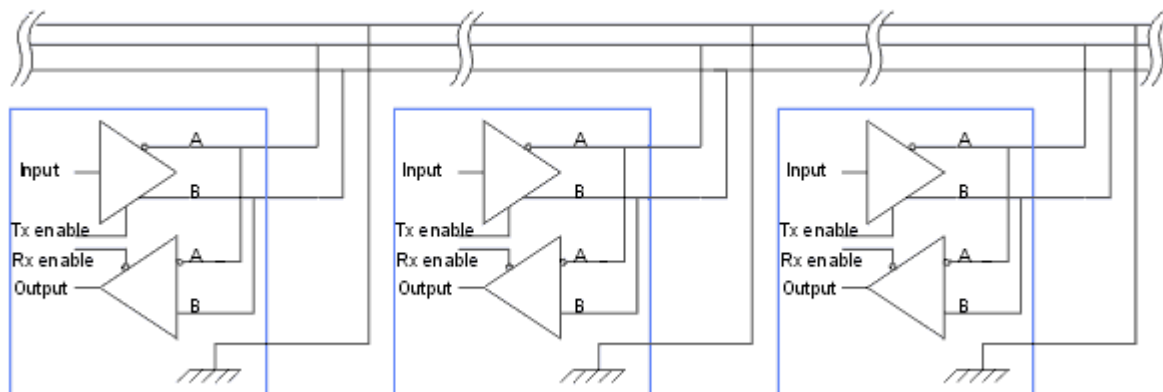 A
Input
B
Tx enable
Rx enable
A
Output
B
A
Input
B
Tx enable
Rx enable
A
Output
B
A
Input
B
Tx enable
Rx enable
A
Output
B